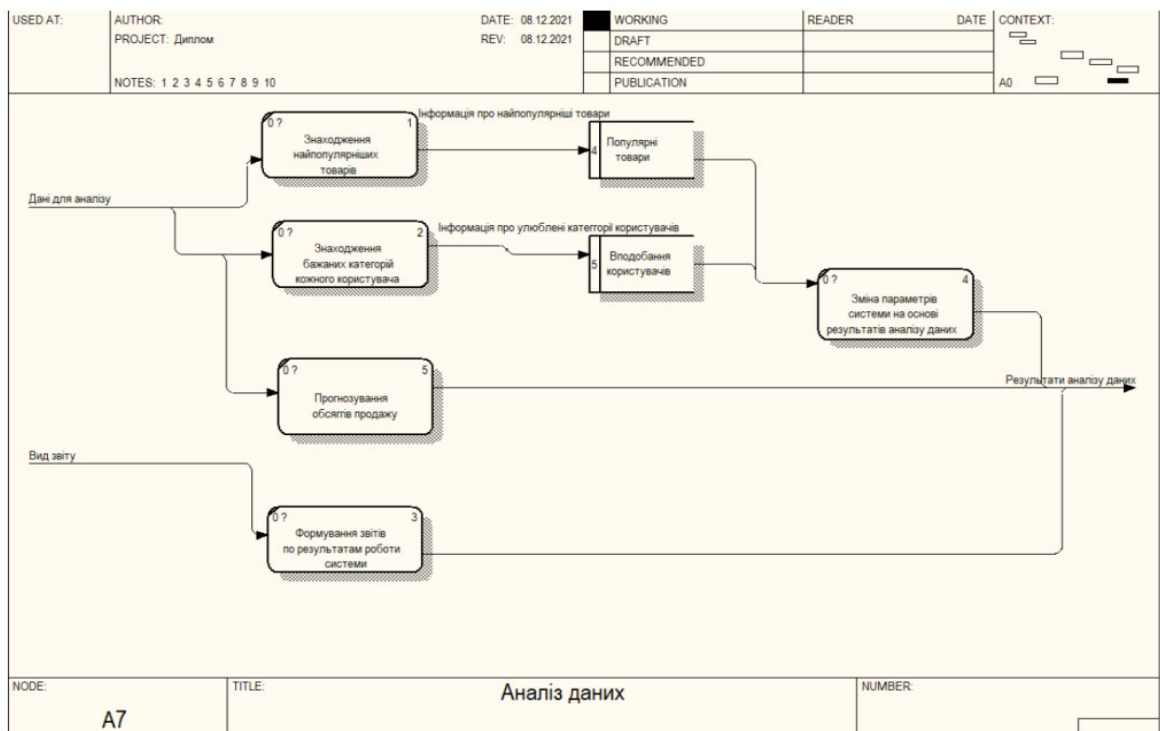 USED AT:
AUTHOR:
DATE: 08.12.2021
PROJECT: Диплом
REV: 08.12.2021
NOTES: 1 2 3 4 5 6 7 8 9 10
WORKING
DRAFT
RECOMMENDED
PUBLICATION
READER
DATE
CONTEXT:
A0
0 ?
1
Знаходження
найпопулярніших
товарів
Інформація про найпопулярніші товари
4
Популярні
товари
Дані для аналізу
0 ?
2
Знаходження
бажаних категорій
кожного користувача
Інформація про улюблені категгорії користувачів
5
Вподобання
користувачів
0 ?
4
Зміна параметрів
системи на основі
результатів аналізу даних
0 ?
5
Прогнозування
обсягів продажу
Результати аналізу даних
Вид звіту
0 ?
3
Формування звітів
по результатам роботи
системи
NODE:
A7
TITLE:
Аналіз даних
NUMBER: